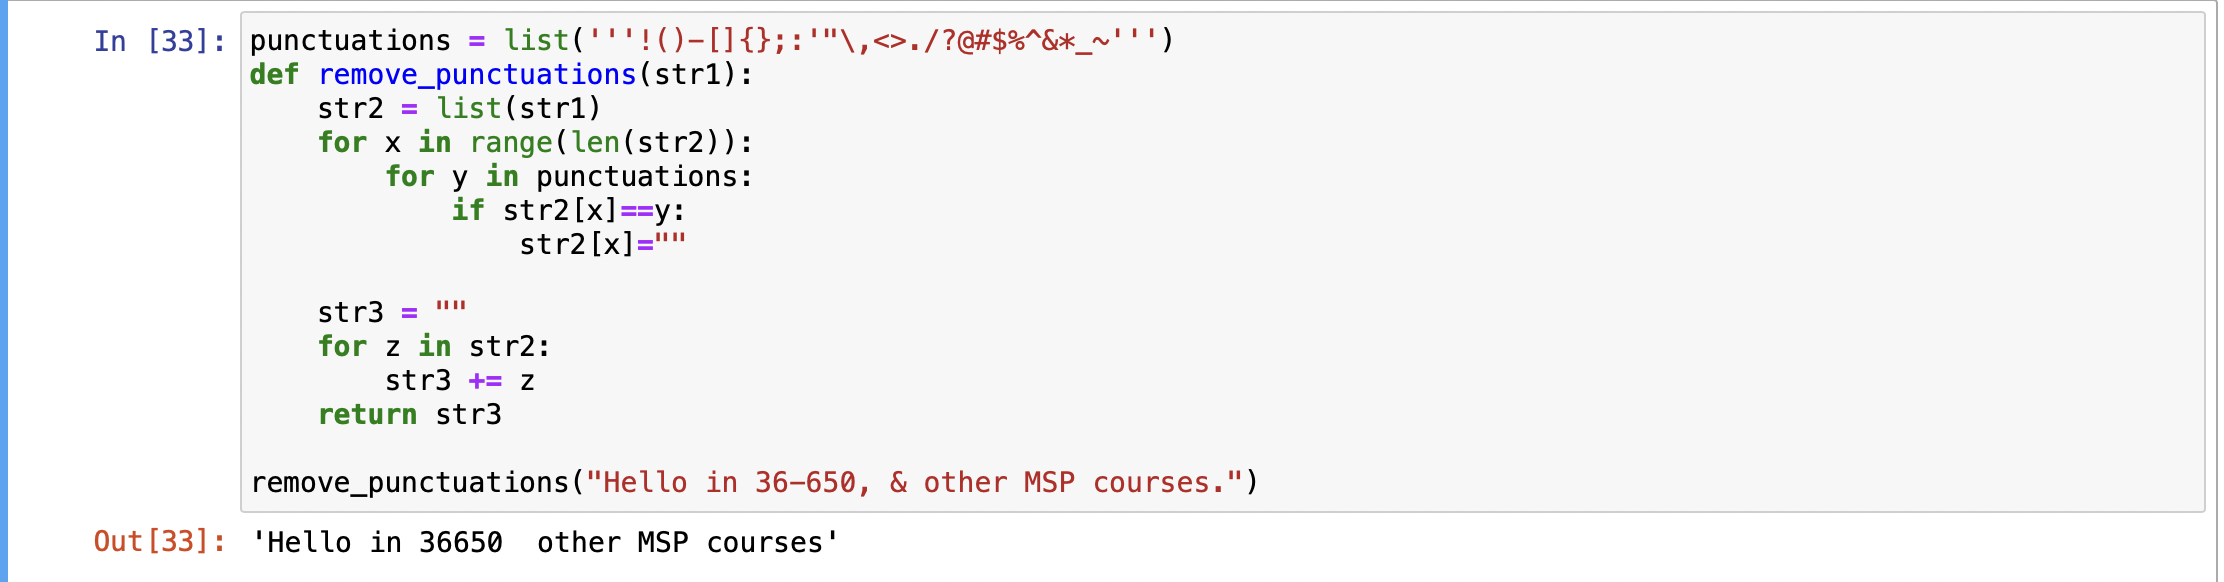 In [33]: punctuations = list('''!()-[]{};:'"\,<>./?@#$%^&*_~''')
def remove_punctuations(str1):
    str2 = list(str1)
    for x in range(len(str2)):
        for y in punctuations:
            if str2[x]==y:
                str2[x]=""
    str3 = ""
    for z in str2:
        str3 += z
    return str3
remove_punctuations("Hello in 36-650, & other MSP courses.")
Out[33]: 'Hello in 36650  other MSP courses'